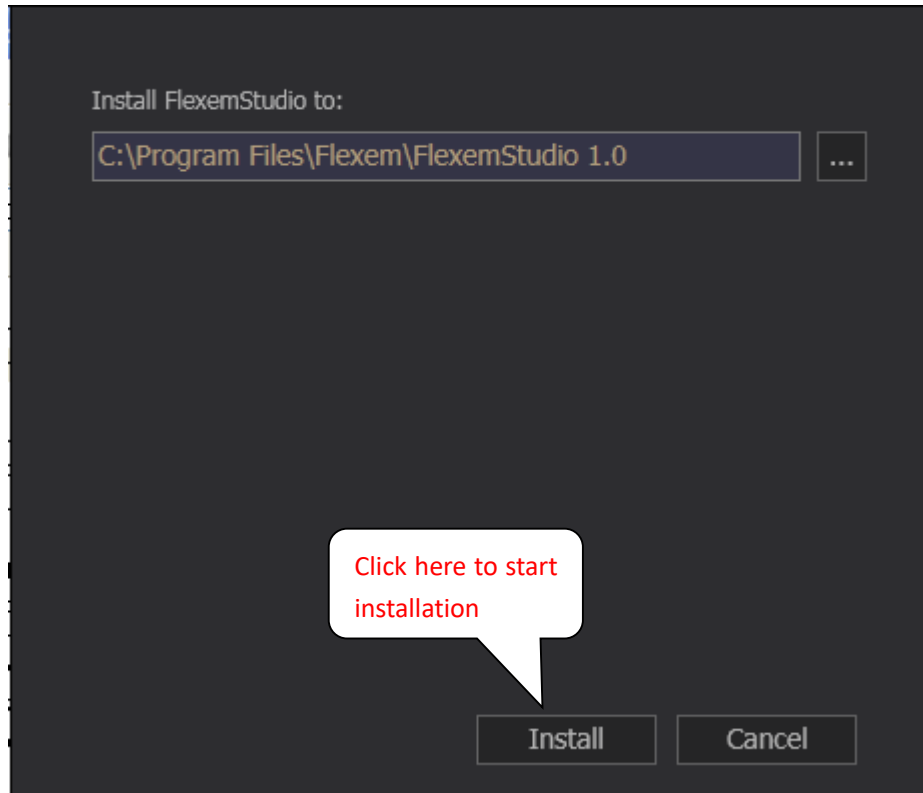 Install FlexemStudio to:
C:\Program Files\Flexem\FlexemStudio 1.0
...
Click here to start
installation
Install
Cancel